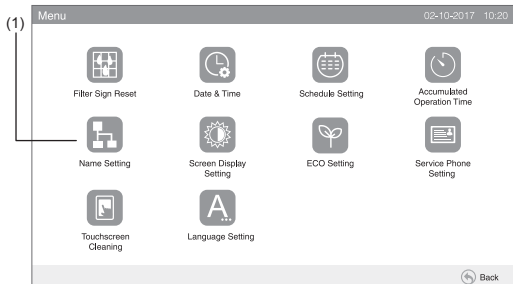 (1)
Menu 02-10-2017 10:20
Filter Sign Reset Date & Time Schedule Setting Accumulated
Operation Time
Name Setting Screen Display
Setting ECO Setting Service Phone
Setting
Touchscreen
Cleaning A... Language Setting
Back